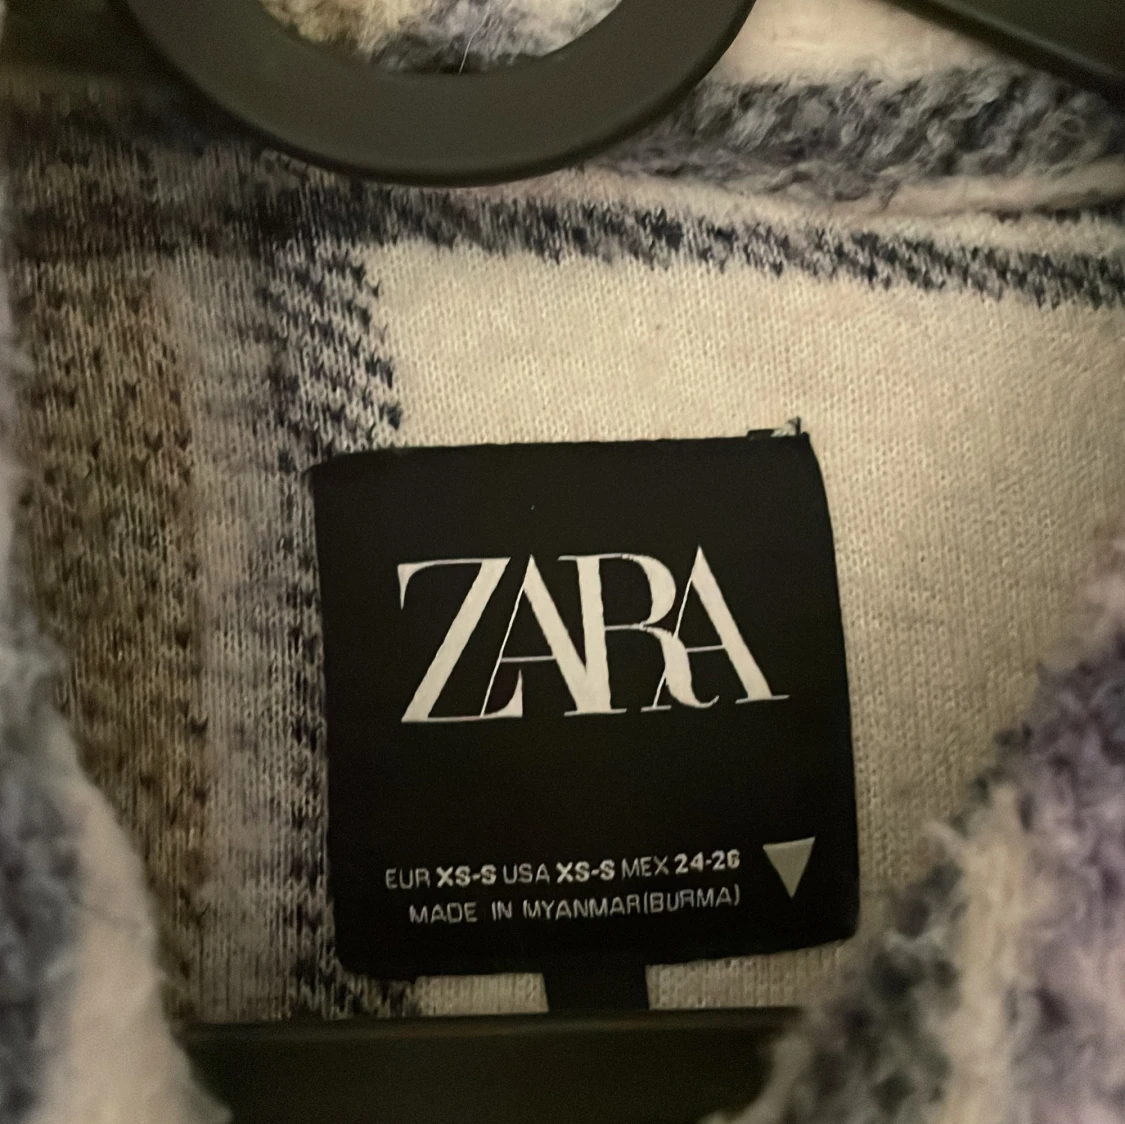 ZARA
EUR XS-S USA XS-S MEX 24-26
MADE IN MYANMAR(BURMA)